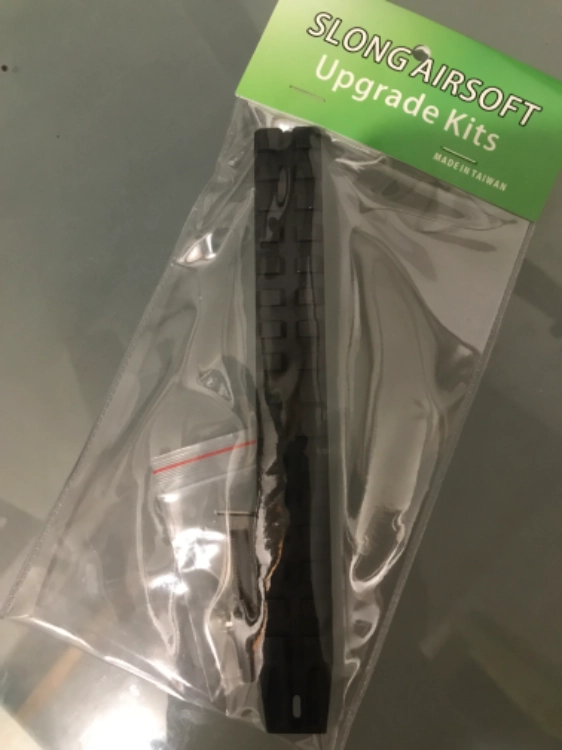 SLONG AIRSOFT
Upgrade Kits
MADE IN TAIWAN